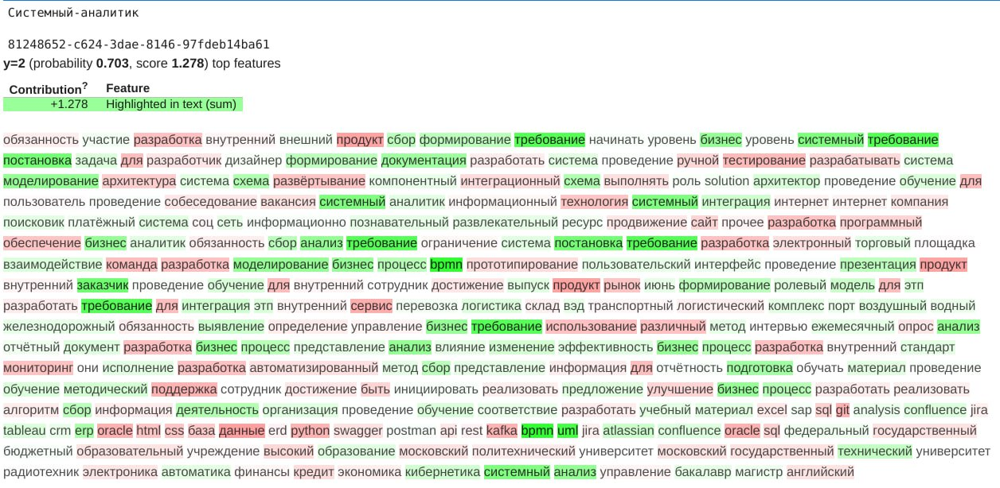 Системный-аналитик
81248652-c624-3dae-8146-97fdeb14ba61
y=2 (probability 0.703, score 1.278) top features
Contribution? Feature
+1.278 Highlighted in text (sum)
обязанность участие разработка внутренний внешний продукт сбор формирование требование начинать уровень бизнес уровень системный требование
постановка задача для разработчик дизайнер формирование документация разработать система проведение ручной тестирование разрабатывать система
моделирование архитектура система схема развёртывание компонентный интеграционный схема выполнять роль solution архитектор проведение обучение для
пользователь проведение собеседование вакансия системный аналитик информационный технология системный интеграция интернет интернет компания
поисковик платёжный система соц сеть информационно познавательный развлекательный ресурс продвижение сайт прочее разработка программный
обеспечение бизнес аналитик обязанность сбор анализ требование ограничение система постановка требование разработка электронный торговый площадка
взаимодействие команда разработка моделирование бизнес процесс bpmn прототипирование пользовательский интерфейс проведение презентация продукт
внутренний заказчик проведение обучение для внутренний сотрудник достижение выпуск продукт рынок июнь формирование ролевый модель для этп
разработать требование для интеграция этп внутренний сервис перевозка логистика склад вэд транспортный логистический комплекс порт воздушный водный
железнодорожный обязанность выявление определение управление бизнес требование использование различный метод интервью ежемесячный опрос анализ
отчётный документ разработка бизнес процесс представление анализ влияние изменение эффективность бизнес процесс разработка внутренний стандарт
мониторинг они исполнение разработка автоматизированный метод сбор представление информация для отчётность подготовка обучать материал проведение
обучение методический поддержка сотрудник достижение быть инициировать реализовать предложение улучшение бизнес процесс разработать реализовать
алгоритм сбор информация деятельность организация проведение обучение соответствие разработать учебный материал excel sap sql git analysis confluence jira
tableau crm erp oracle html css база данные erd python swagger postman api rest kafka bpmn uml jira atlassian confluence oracle sql федеральный государственный
бюджетный образовательный учреждение высокий образование московский политехнический университет московский государственный технический университет
радиотехник электроника автоматика финансы кредит экономика кибернетика системный анализ управление бакалавр магистр английский